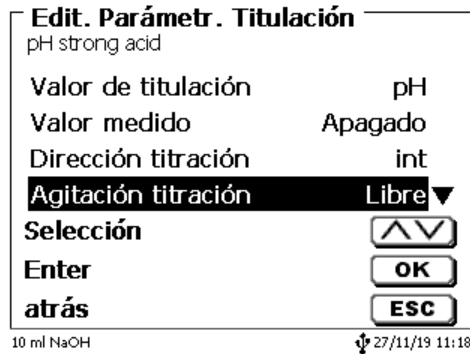 Edit. Parámetr. Titulación
pH strong acid
Valor de titulación pH
Valor medido Apagado
Dirección titración int
Agitación titración Libre
Selección
Enter OK
atrás ESC
10 ml NaOH 27/11/19 11:18